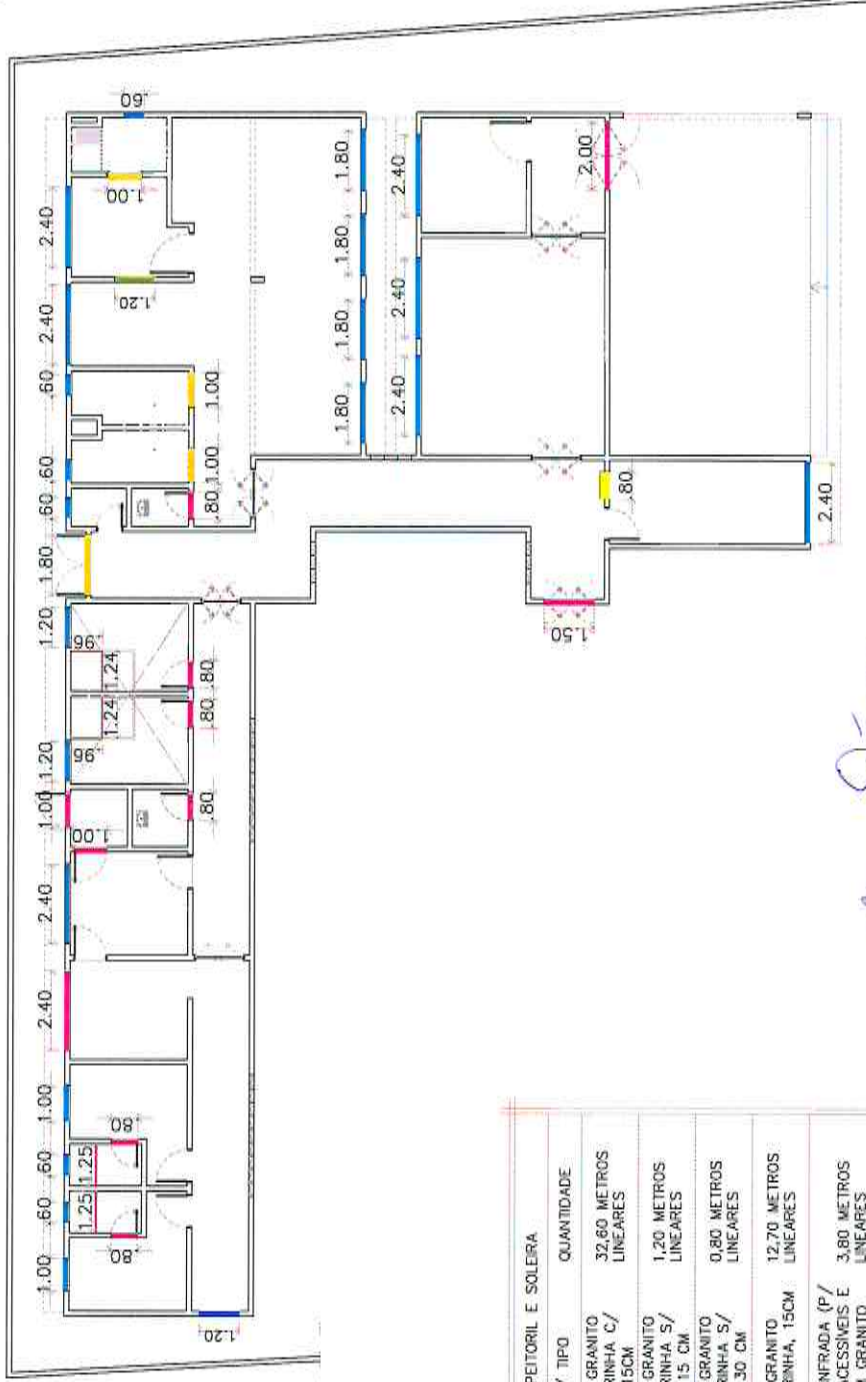 1.00 .60 .60 1.00 2.40 2.40 1.00 1.20 1.20 1.80 .60 .60 .60 2.40 2.40
.60
1.25 1.25
.80 .80
1.00
.96 .96
1.24 1.24
1.20
1.00
.80 .80 .80 .80 1.00 1.00
1.20
1.80 1.80 1.80 1.80
2.40 2.40 2.40
1.50
.80
2.00
2.40
PEITORIL E SOLEIRA
/ TIPO QUANTIDADE
GRANITO
RINHA C/
15CM
32,60 METROS
LINEARES
GRANITO
RINHA S/
15 CM
1,20 METROS
LINEARES
GRANITO
RINHA S/
30 CM
0,80 METROS
LINEARES
GRANITO
RINHA, 15CM
12,70 METROS
LINEARES
NFRADA (P/
ACESSÍVEIS E
GRANITO
3,80 METROS
LINEARES